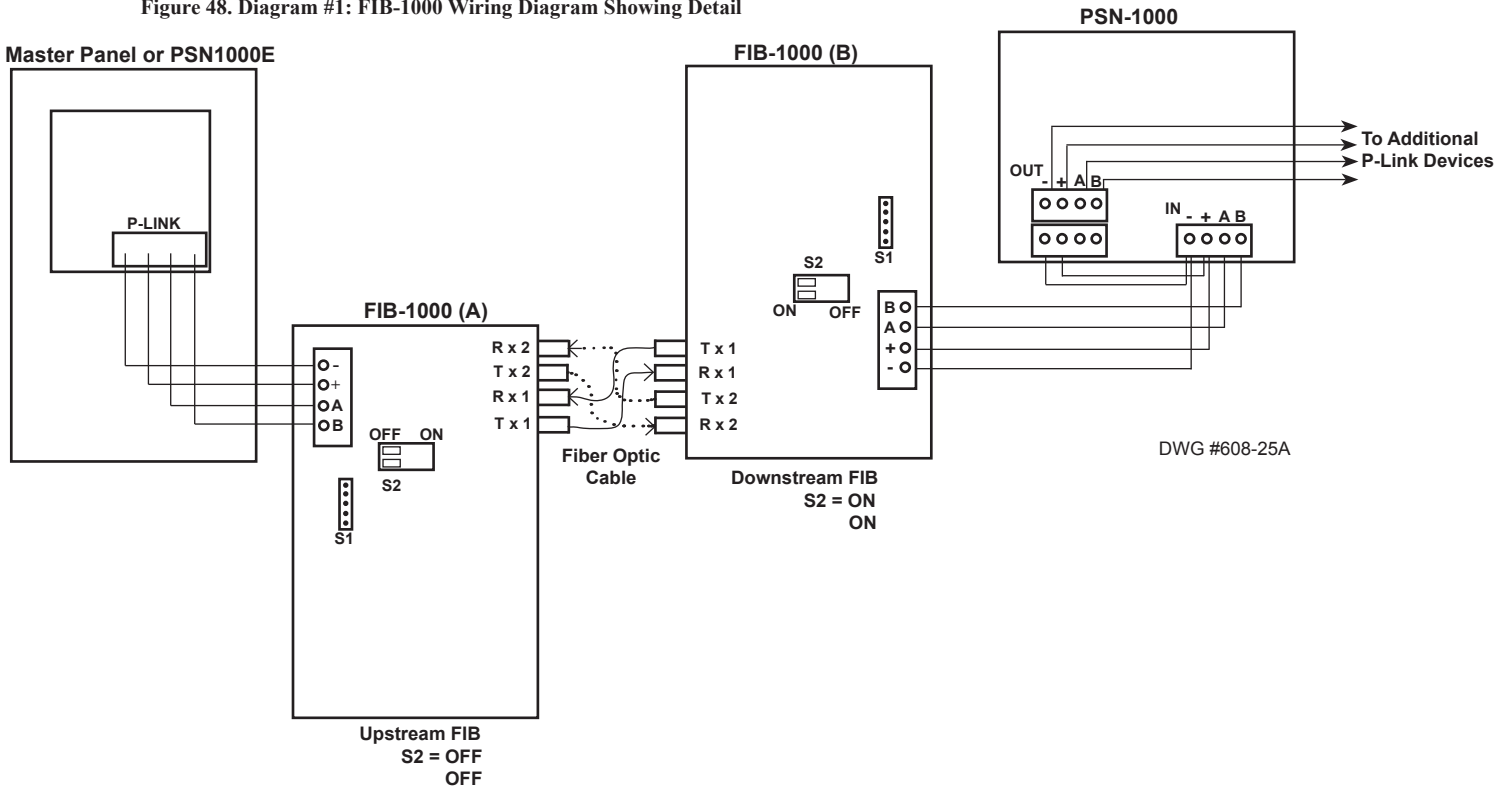 Figure 48. Diagram #1: FIB-1000 Wiring Diagram Showing Detail
Master Panel or PSN1000E
P-LINK
FIB-1000 (A)
-
+
A
B
OFF ON
S2
S1
R x 2
T x 2
R x 1
T x 1
Upstream FIB
S2 = OFF
OFF
Fiber Optic
Cable
FIB-1000 (B)
S1
S2
ON OFF
B
A
+
-
T x 1
R x 1
T x 2
R x 2
Downstream FIB
S2 = ON
ON
PSN-1000
OUT
- + A B
IN
- + A B
To Additional
P-Link Devices
DWG #608-25A